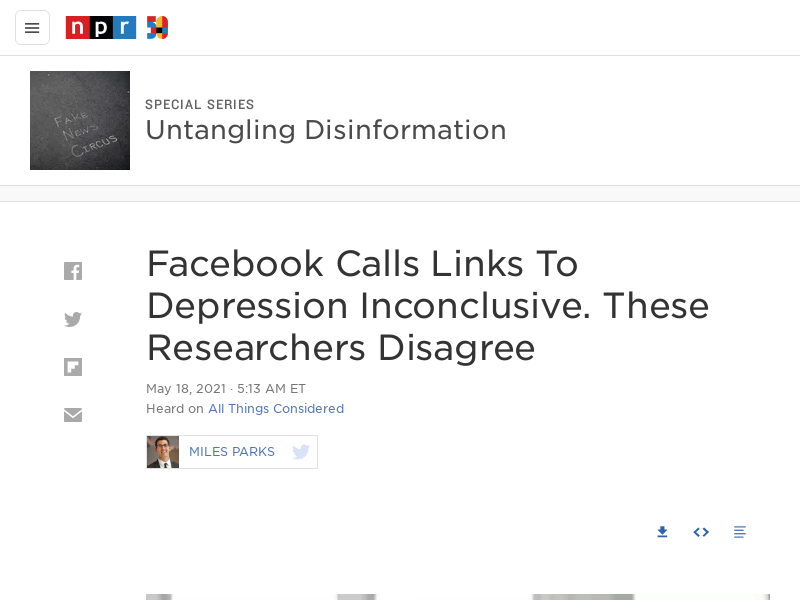 npr
FAKE
NEWS
CIRCUS
SPECIAL SERIES
Untangling Disinformation
Facebook Calls Links To
Depression Inconclusive. These
Researchers Disagree
May 18, 2021 · 5:13 AM ET
Heard on All Things Considered
MILES PARKS